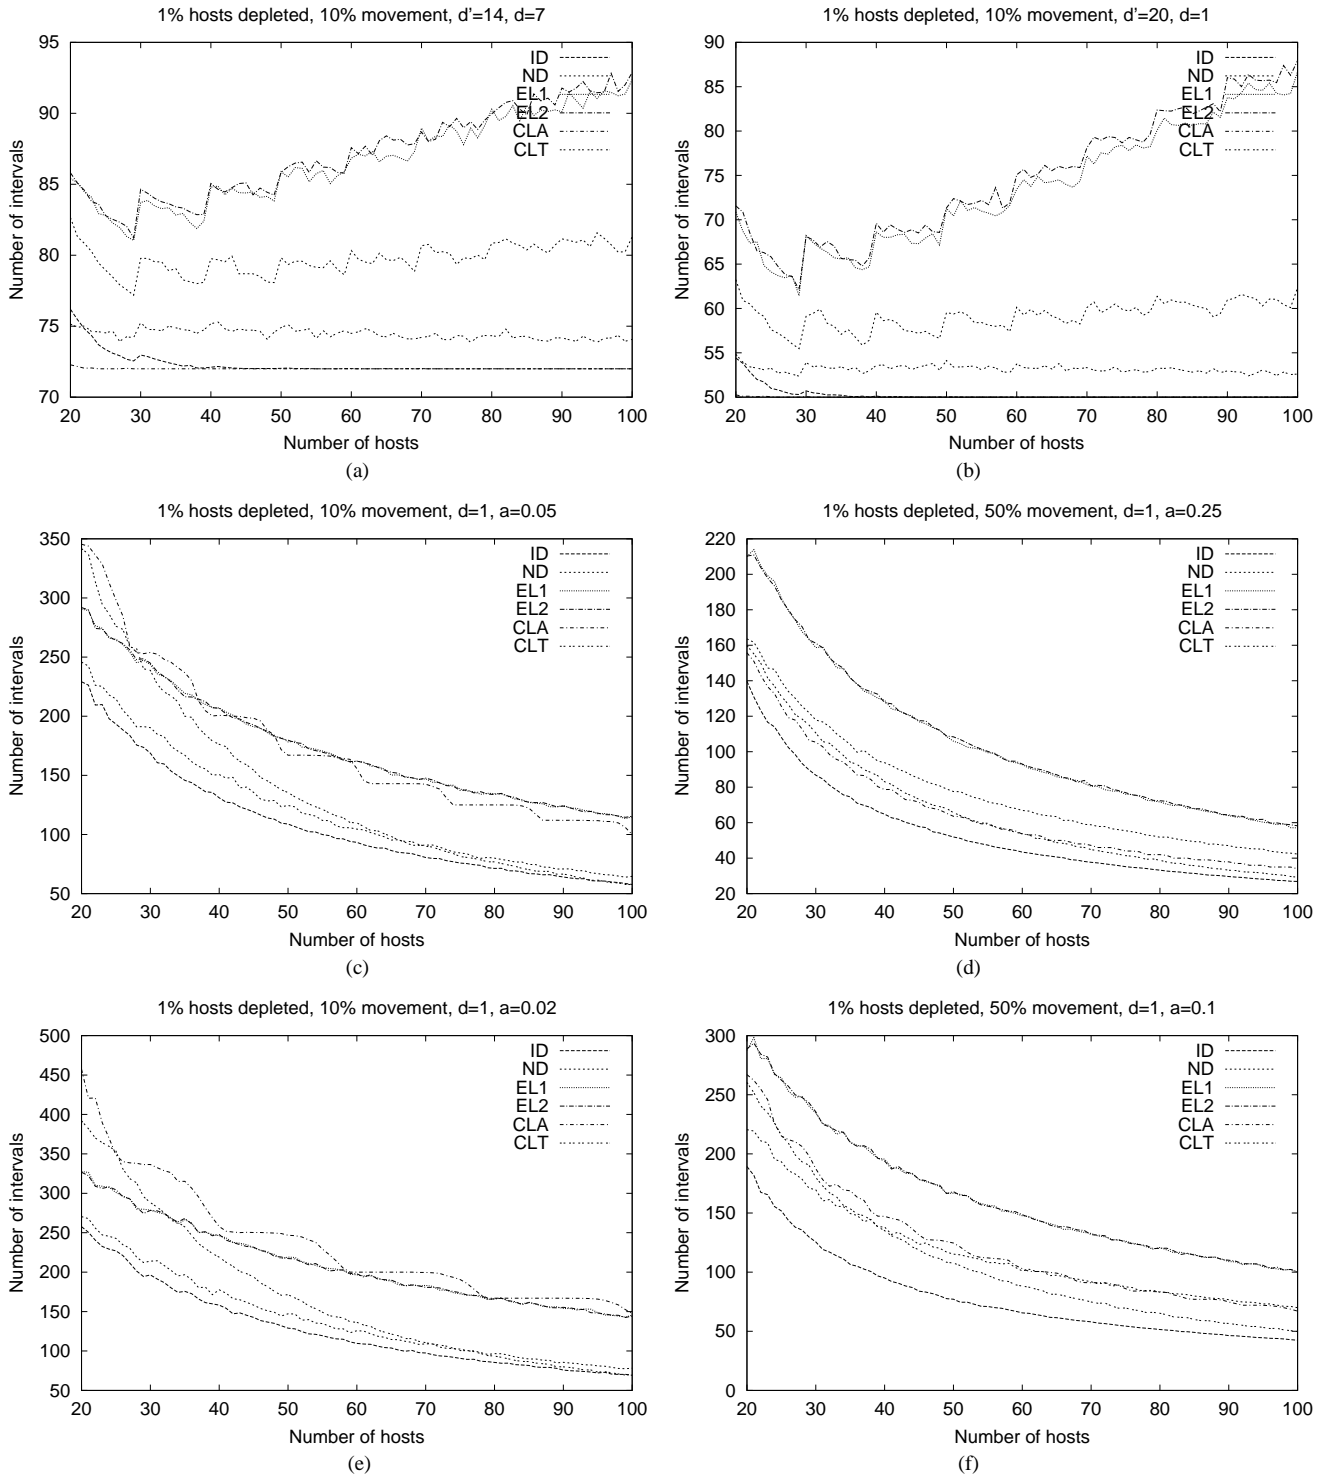 1% hosts depleted, 10% movement, d'=14, d=7
95
90
85
80
75
70
Number of intervals
ID
ND
EL1
EL2
CLA
CLT
20 30 40 50 60 70 80 90 100
Number of hosts
(a)
1% hosts depleted, 10% movement, d'=20, d=1
90
85
80
75
70
65
60
55
50
Number of intervals
ID
ND
EL1
EL2
CLA
CLT
20 30 40 50 60 70 80 90 100
Number of hosts
(b)
1% hosts depleted, 10% movement, d=1, a=0.05
350
300
250
200
150
100
50
Number of intervals
ID
ND
EL1
EL2
CLA
CLT
20 30 40 50 60 70 80 90 100
Number of hosts
(c)
1% hosts depleted, 50% movement, d=1, a=0.25
220
200
180
160
140
120
100
80
60
40
20
Number of intervals
ID
ND
EL1
EL2
CLA
CLT
20 30 40 50 60 70 80 90 100
Number of hosts
(d)
1% hosts depleted, 10% movement, d=1, a=0.02
500
450
400
350
300
250
200
150
100
50
Number of intervals
ID
ND
EL1
EL2
CLA
CLT
20 30 40 50 60 70 80 90 100
Number of hosts
(e)
1% hosts depleted, 50% movement, d=1, a=0.1
300
250
200
150
100
50
0
Number of intervals
ID
ND
EL1
EL2
CLA
CLT
20 30 40 50 60 70 80 90 100
Number of hosts
(f)